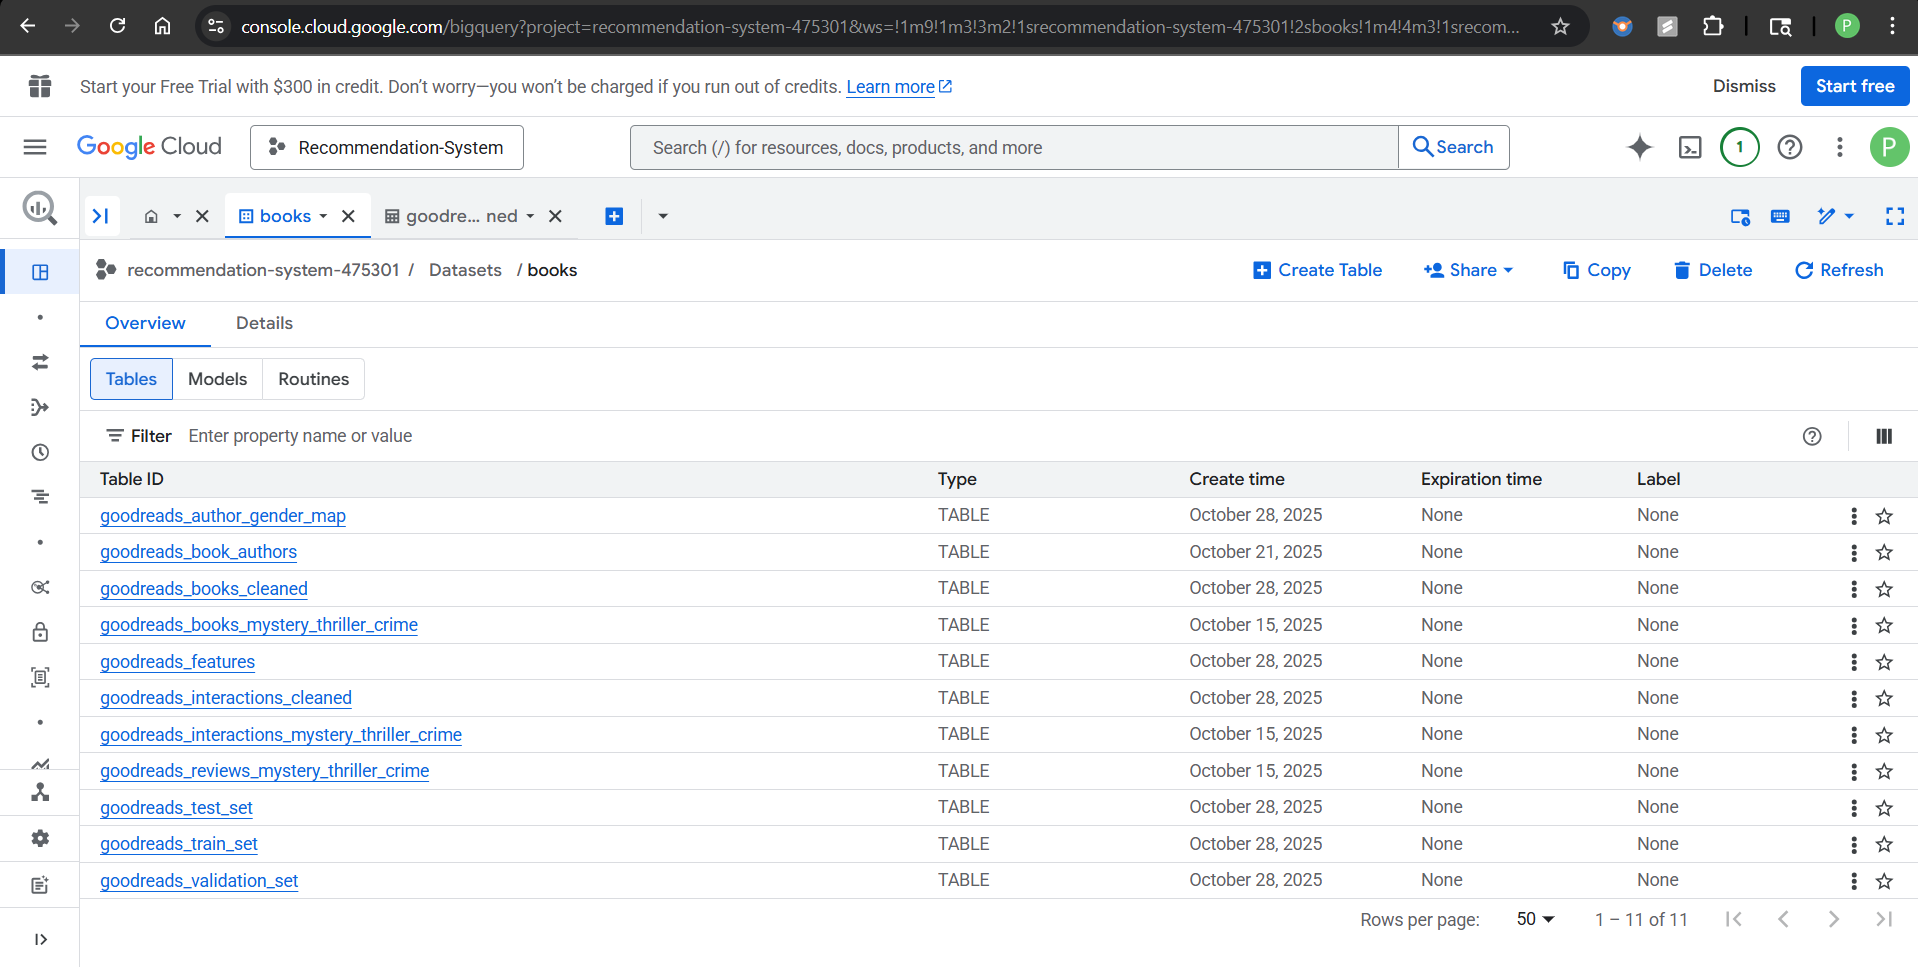 console.cloud.google.com/bigquery?project=recommendation-system-475301&ws=!1m9!1m3!3m2!1srecommendation-system-475301!2sbooks!1m4!4m3!1srecom...
P
Start your Free Trial with $300 in credit. Don’t worry—you won’t be charged if you run out of credits. Learn more
Dismiss
Start free
Google Cloud
Recommendation-System
Search (/) for resources, docs, products, and more
Search
1
P
books
goodre... ned
recommendation-system-475301 / Datasets / books
Create Table
Share
Copy
Delete
Refresh
Overview Details
Tables Models Routines
Filter Enter property name or value
Table ID Type Create time Expiration time Label
goodreads_author_gender_map TABLE October 28, 2025 None None
goodreads_book_authors TABLE October 21, 2025 None None
goodreads_books_cleaned TABLE October 28, 2025 None None
goodreads_books_mystery_thriller_crime TABLE October 15, 2025 None None
goodreads_features TABLE October 28, 2025 None None
goodreads_interactions_cleaned TABLE October 28, 2025 None None
goodreads_interactions_mystery_thriller_crime TABLE October 15, 2025 None None
goodreads_reviews_mystery_thriller_crime TABLE October 15, 2025 None None
goodreads_test_set TABLE October 28, 2025 None None
goodreads_train_set TABLE October 28, 2025 None None
goodreads_validation_set TABLE October 28, 2025 None None
Rows per page: 50 1 – 11 of 11